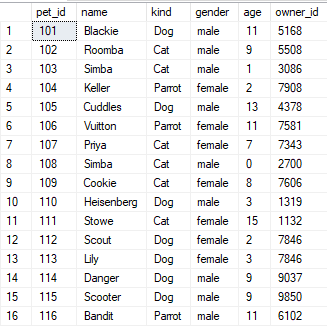 pet_id name kind gender age owner_id
1 101 Blackie Dog male 11 5168
2 102 Roomba Cat male 9 5508
3 103 Simba Cat male 1 3086
4 104 Keller Parrot female 2 7908
5 105 Cuddles Dog male 13 4378
6 106 Vuitton Parrot female 11 7581
7 107 Priya Cat female 7 7343
8 108 Simba Cat male 0 2700
9 109 Cookie Cat female 8 7606
10 110 Heisenberg Dog male 3 1319
11 111 Stowe Cat female 15 1132
12 112 Scout Dog female 2 7846
13 113 Lily Dog female 3 7846
14 114 Danger Dog male 9 9037
15 115 Scooter Dog male 9 9850
16 116 Bandit Parrot male 11 6102